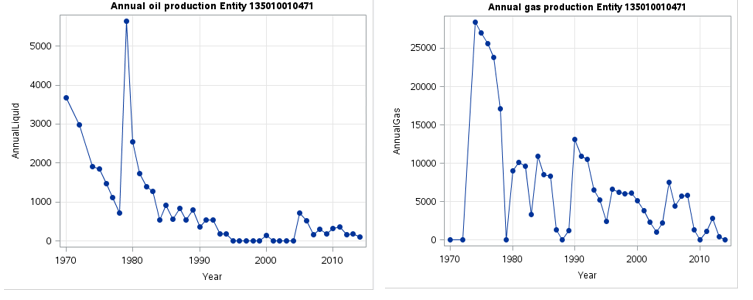 Annual oil production Entity 135010010471
AnnualLiquid
5000
4000
3000
2000
1000
0
1970 1980 1990 2000 2010
Year
Annual gas production Entity 135010010471
AnnualGas
25000
20000
15000
10000
5000
0
1970 1980 1990 2000 2010
Year